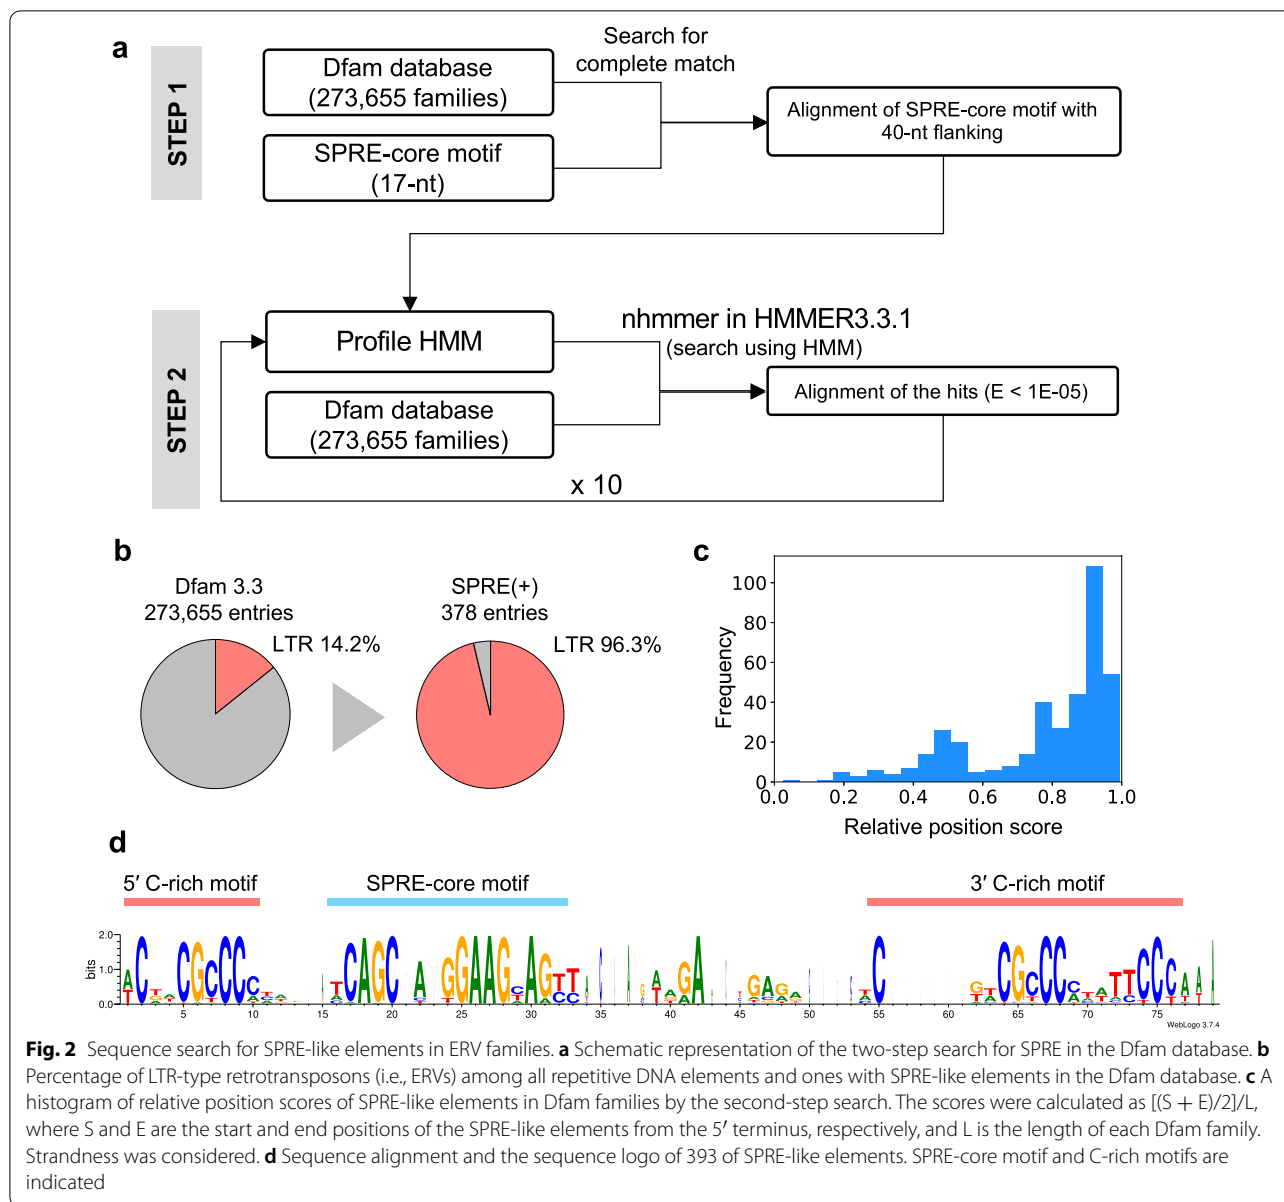 a
STEP 1
Dfam database
(273,655 families)
SPRE-core motif
(17-nt)
Search for
complete match
Alignment of SPRE-core motif with
40-nt flanking
STEP 2
Profile HMM
Dfam database
(273,655 families)
nhmmer in HMMER3.3.1
(search using HMM)
Alignment of the hits (E < 1E-05)
x 10
b
Dfam 3.3
273,655 entries
LTR 14.2%
SPRE(+)
378 entries
LTR 96.3%
c
Frequency
100
80
60
40
20
0
0.0 0.2 0.4 0.6 0.8 1.0
Relative position score
d
5′ C-rich motif SPRE-core motif 3′ C-rich motif
bits
2.0
1.0
0.0
5 10 15 20 25 30 35 40 45 50 55 60 65 70 75
WebLogo 3.7.4
Fig. 2 Sequence search for SPRE-like elements in ERV families. a Schematic representation of the two-step search for SPRE in the Dfam database. b
Percentage of LTR-type retrotransposons (i.e., ERVs) among all repetitive DNA elements and ones with SPRE-like elements in the Dfam database. c A
histogram of relative position scores of SPRE-like elements in Dfam families by the second-step search. The scores were calculated as [(S + E)/2]/L,
where S and E are the start and end positions of the SPRE-like elements from the 5′ terminus, respectively, and L is the length of each Dfam family.
Strandness was considered. d Sequence alignment and the sequence logo of 393 of SPRE-like elements. SPRE-core motif and C-rich motifs are
indicated